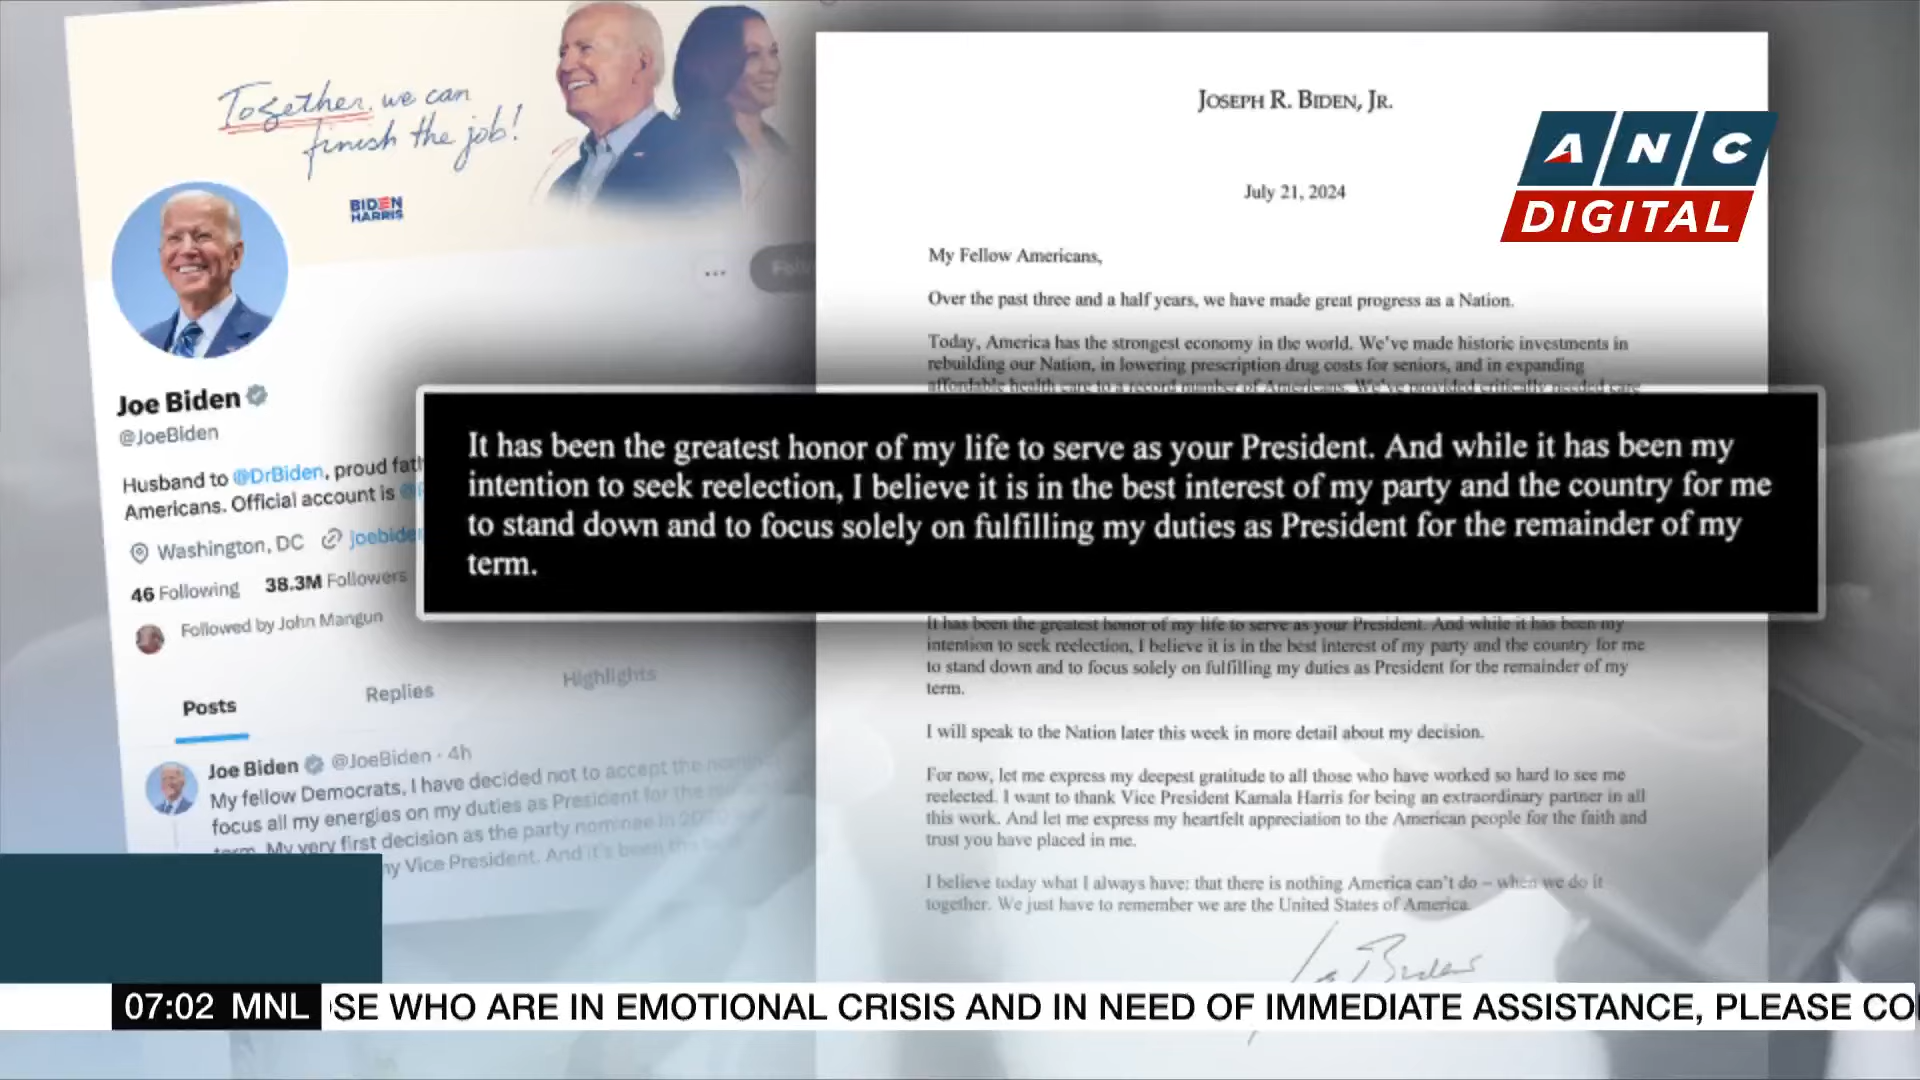 Together, we can
finish the job!
BIDEN
HARRIS
Joe Biden
@JoeBiden
Husband to @DrBiden, proud
Americans. Official account is
Washington, DC
46 Following 38.3M Followers
Followed by John Mangun
Posts Replies Highlights
Joe Biden @JoeBiden · 4h
My fellow Democrats, I have decided not to accept the
focus all my energies on my duties as President for the
term. My very first decision as the party nominee in
my Vice President. And it's been the
JOSEPH R. BIDEN, JR.
July 21, 2024
My Fellow Americans,
Over the past three and a half years, we have made great progress as a Nation.
Today, America has the strongest economy in the world. We've made historic investments in
rebuilding our Nation, in lowering prescription drug costs for seniors, and in expanding
affordable health care to a record number of Americans. We've provided critically needed care
It has been the greatest honor of my life to serve as your President. And while it has been my
intention to seek reelection, I believe it is in the best interest of my party and the country for me
to stand down and to focus solely on fulfilling my duties as President for the remainder of my
term.
It has been the greatest honor of my life to serve as your President. And while it has been my
intention to seek reelection, I believe it is in the best interest of my party and the country for me
to stand down and to focus solely on fulfilling my duties as President for the remainder of my
term.
I will speak to the Nation later this week in more detail about my decision.
For now, let me express my deepest gratitude to all those who have worked so hard to see me
reelected. I want to thank Vice President Kamala Harris for being an extraordinary partner in all
this work. And let me express my heartfelt appreciation to the American people for the faith and
trust you have placed in me.
I believe today what I always have: that there is nothing America can't do – when we do it
together. We just have to remember we are the United States of America.
ANC
DIGITAL
07:02 MNL SE WHO ARE IN EMOTIONAL CRISIS AND IN NEED OF IMMEDIATE ASSISTANCE, PLEASE CO